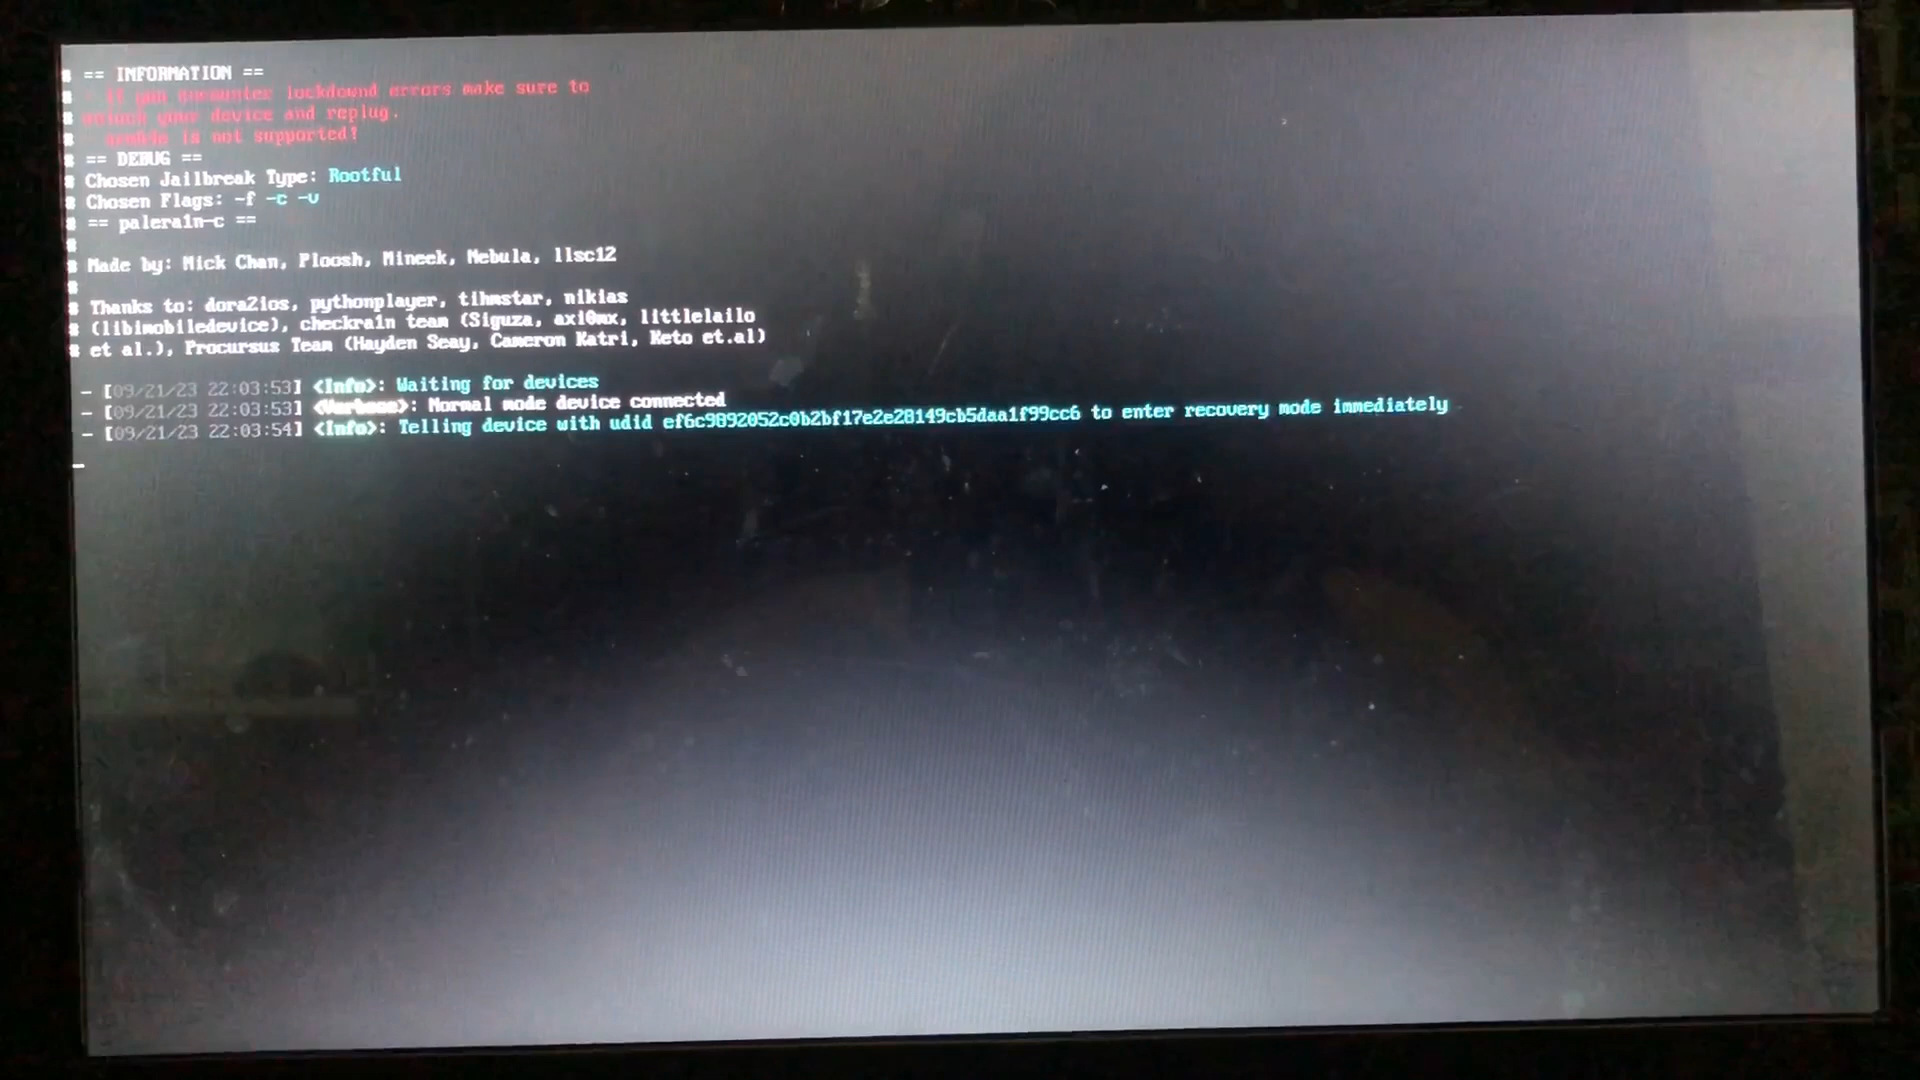 # == INFORMATION ==
# - If you encounter lockdownd errors make sure to
# unlock your device and replug.
# is not supported!
# == DEBUG ==
# Chosen Jailbreak Type: Rootful
# Chosen Flags: -f -c -v
# == palera1n-c ==
#
# Made by: Nick Chan, Ploosh, Mineek, Nebula, llsc12
#
# Thanks to: dora2ios, pythonplayer, tihmstar, nikias
# (libimobiledevice), checkra1n team (Siguza, axi0mx, littlelailo
# et al.), Procursus Team (Hayden Seay, Cameron Katri, Keto et.al)
- [09/21/23 22:03:53] <Info>: Waiting for devices
- [09/21/23 22:03:53] <Verbose>: Normal mode device connected
- [09/21/23 22:03:54] <Info>: Telling device with udid ef6c9892052c0b2bf17e2e28149cb5daa1f99cc6 to enter recovery mode immediately